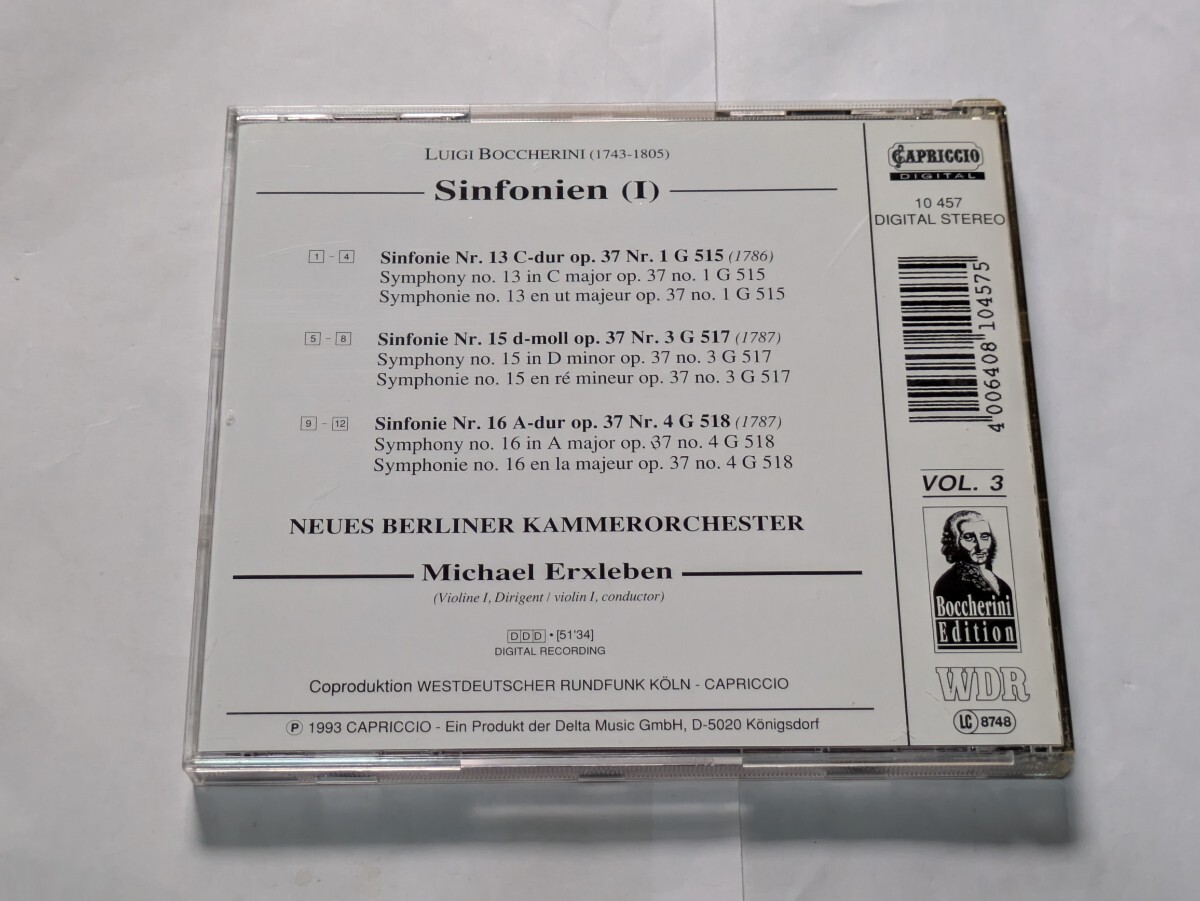 LUIGI BOCCHERINI (1743-1805)
Sinfonien (I)
1 - 4 Sinfonie Nr. 13 C-dur op. 37 Nr. 1 G 515 (1786)
Symphony no. 13 in C major op. 37 no. 1 G 515
Symphonie no. 13 en ut majeur op. 37 no. 1 G 515
5 - 8 Sinfonie Nr. 15 d-moll op. 37 Nr. 3 G 517 (1787)
Symphony no. 15 in D minor op. 37 no. 3 G 517
Symphonie no. 15 en ré mineur op. 37 no. 3 G 517
9 - 12 Sinfonie Nr. 16 A-dur op. 37 Nr. 4 G 518 (1787)
Symphony no. 16 in A major op. 37 no. 4 G 518
Symphonie no. 16 en la majeur op. 37 no. 4 G 518
NEUES BERLINER KAMMERORCHESTER
Michael Erxleben
(Violine I, Dirigent / violin I, conductor)
DDD • [51'34]
DIGITAL RECORDING
Coproduktion WESTDEUTSCHER RUNDFUNK KÖLN - CAPRICCIO
Ⓟ 1993 CAPRICCIO - Ein Produkt der Delta Music GmbH, D-5020 Königsdorf
CAPRICCIO
DIGITAL
10 457
DIGITAL STEREO
4 006408 104575
VOL. 3
Boccherini
Edition
WDR
LC 8748